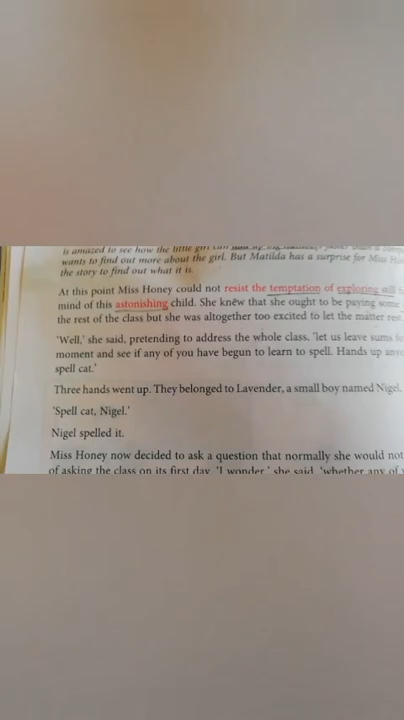 is amazed to see how the little girl can
wants to find out more about the girl. But Matilda has a surprise for Miss
the story to find out what it is.
At this point Miss Honey could not resist the temptation of exploring still
mind of this astonishing child. She knew that she ought to be paying some
the rest of the class but she was altogether too excited to let the matter rest.
'Well,' she said, pretending to address the whole class, 'let us leave sums
moment and see if any of you have begun to learn to spell. Hands up
spell cat.'
Three hands went up. They belonged to Lavender, a small boy named Nigel
'Spell cat, Nigel.'
Nigel spelled it.
Miss Honey now decided to ask a question that normally she would not
of asking the class on its first day. 'I wonder,' she said, 'whether any of